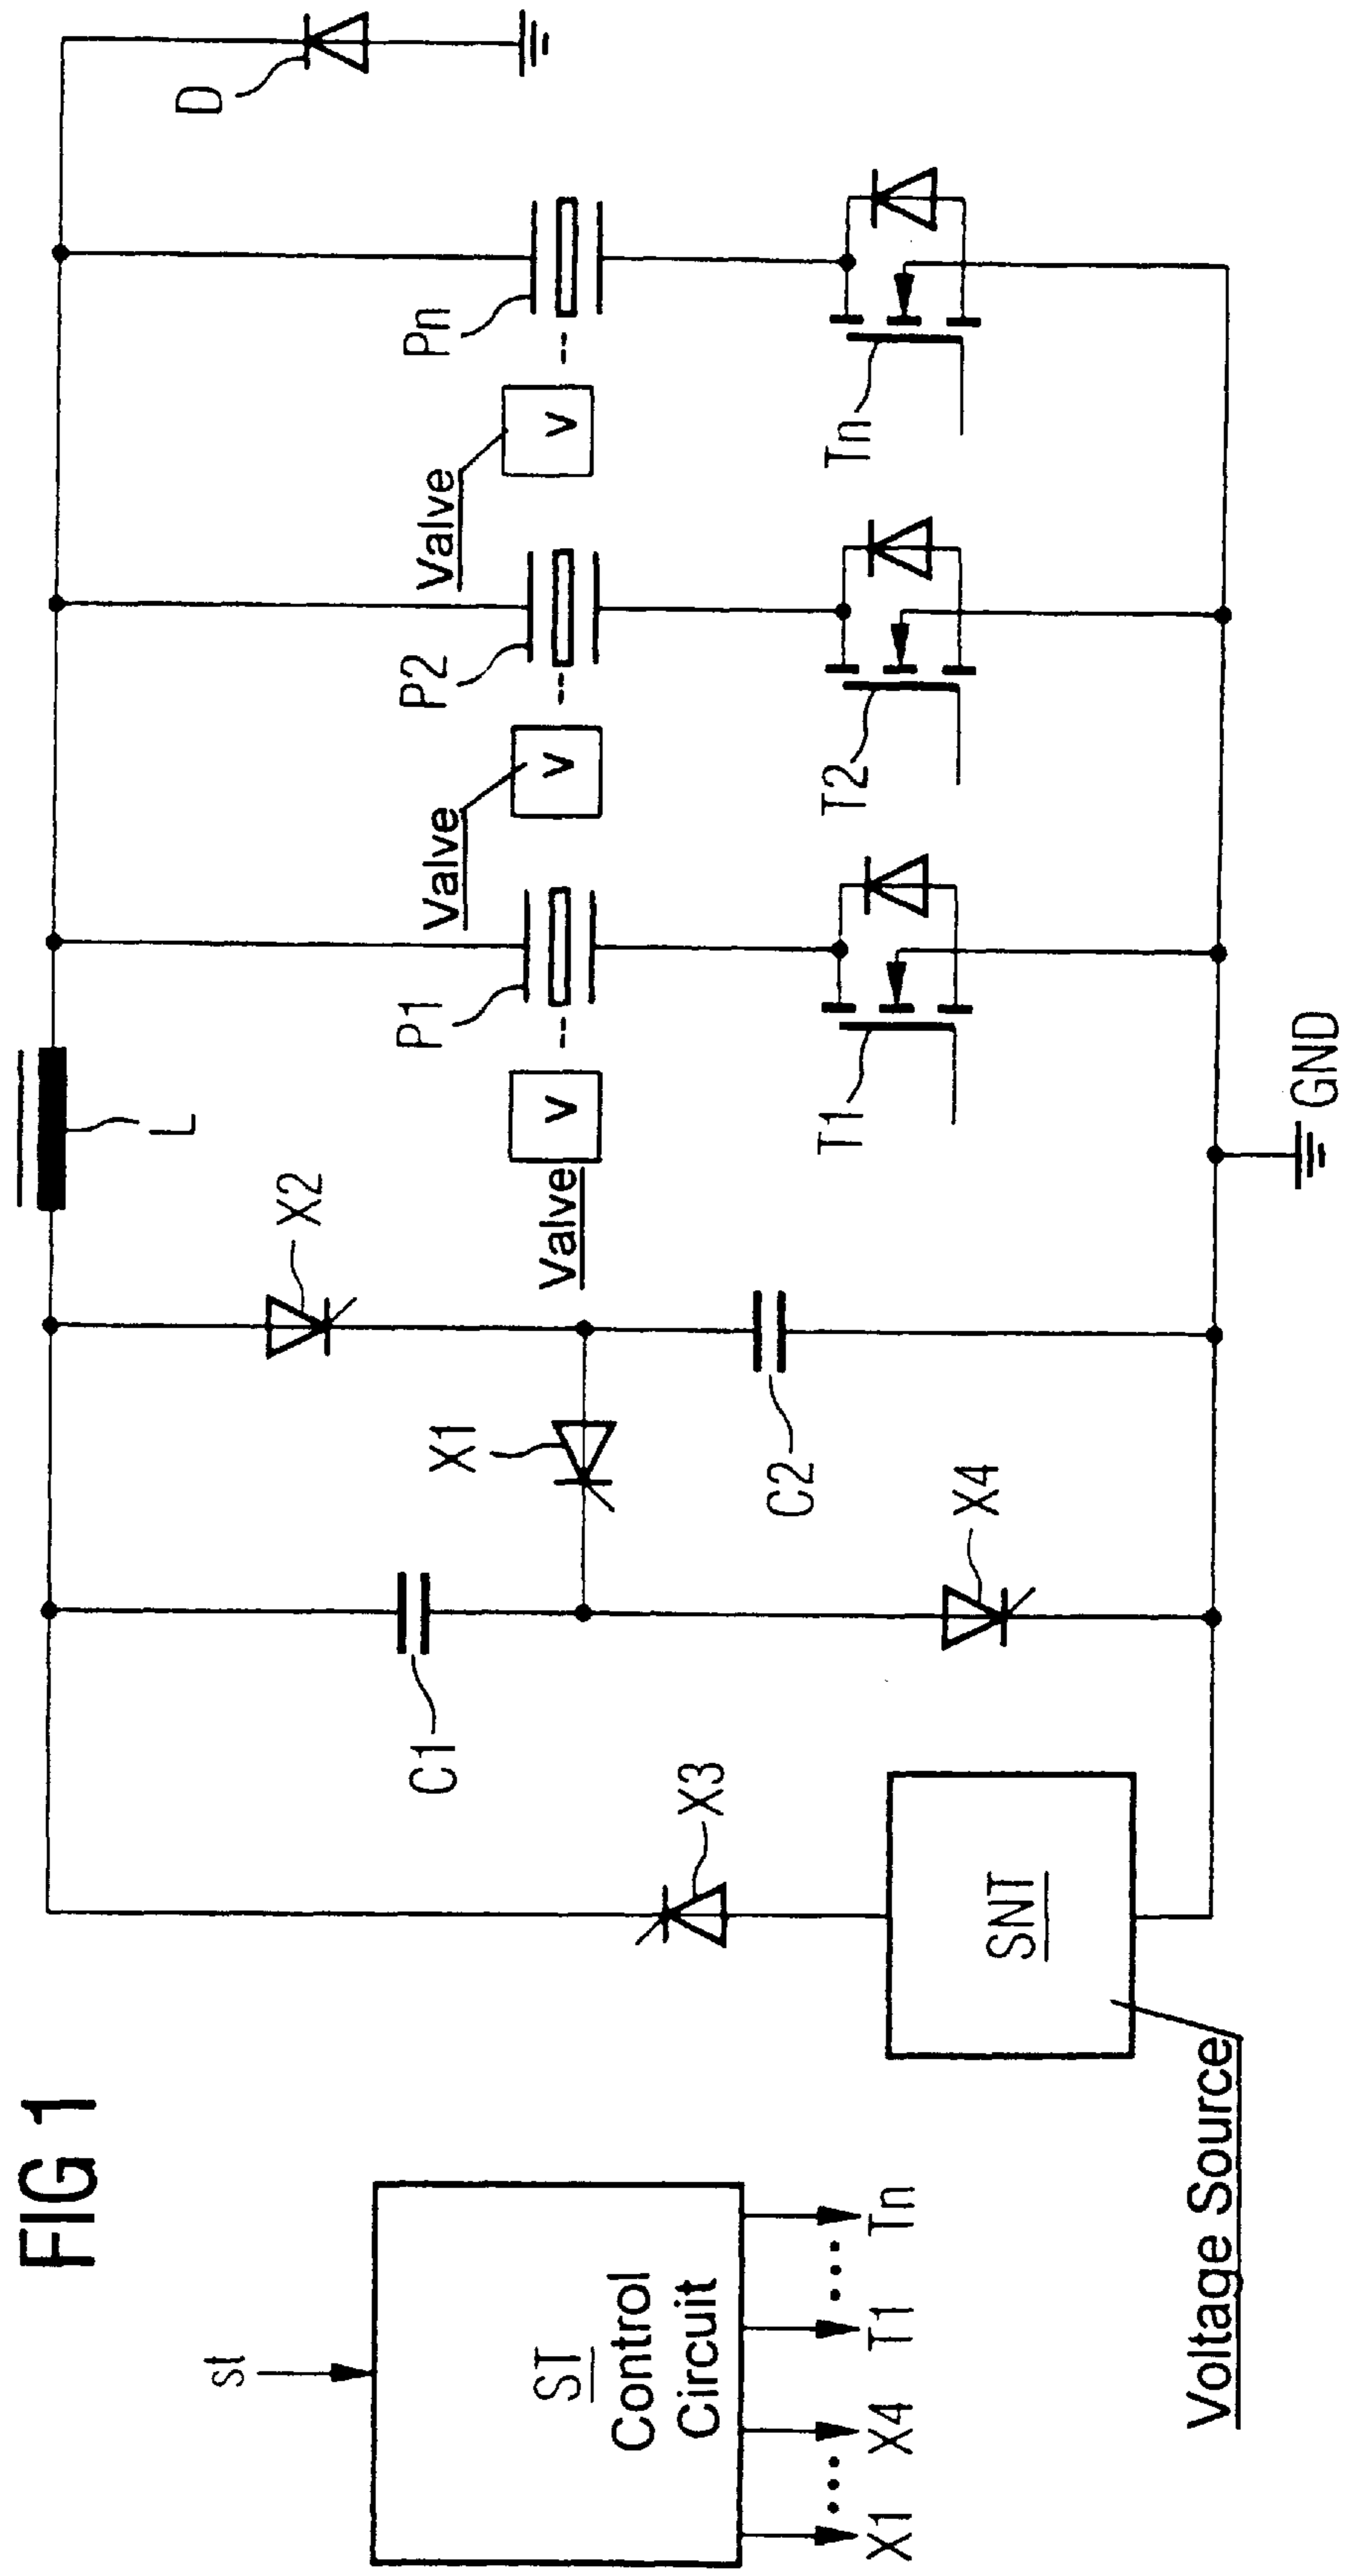 FIG 1
st
ST
Control
Circuit
X1
X4
T1
Tn
SNT
Voltage Source
X3
C1
X4
X1
C2
X2
L
GND
Valve
V
P1
T1
Valve
V
P2
T2
Valve
V
Pn
Tn
D